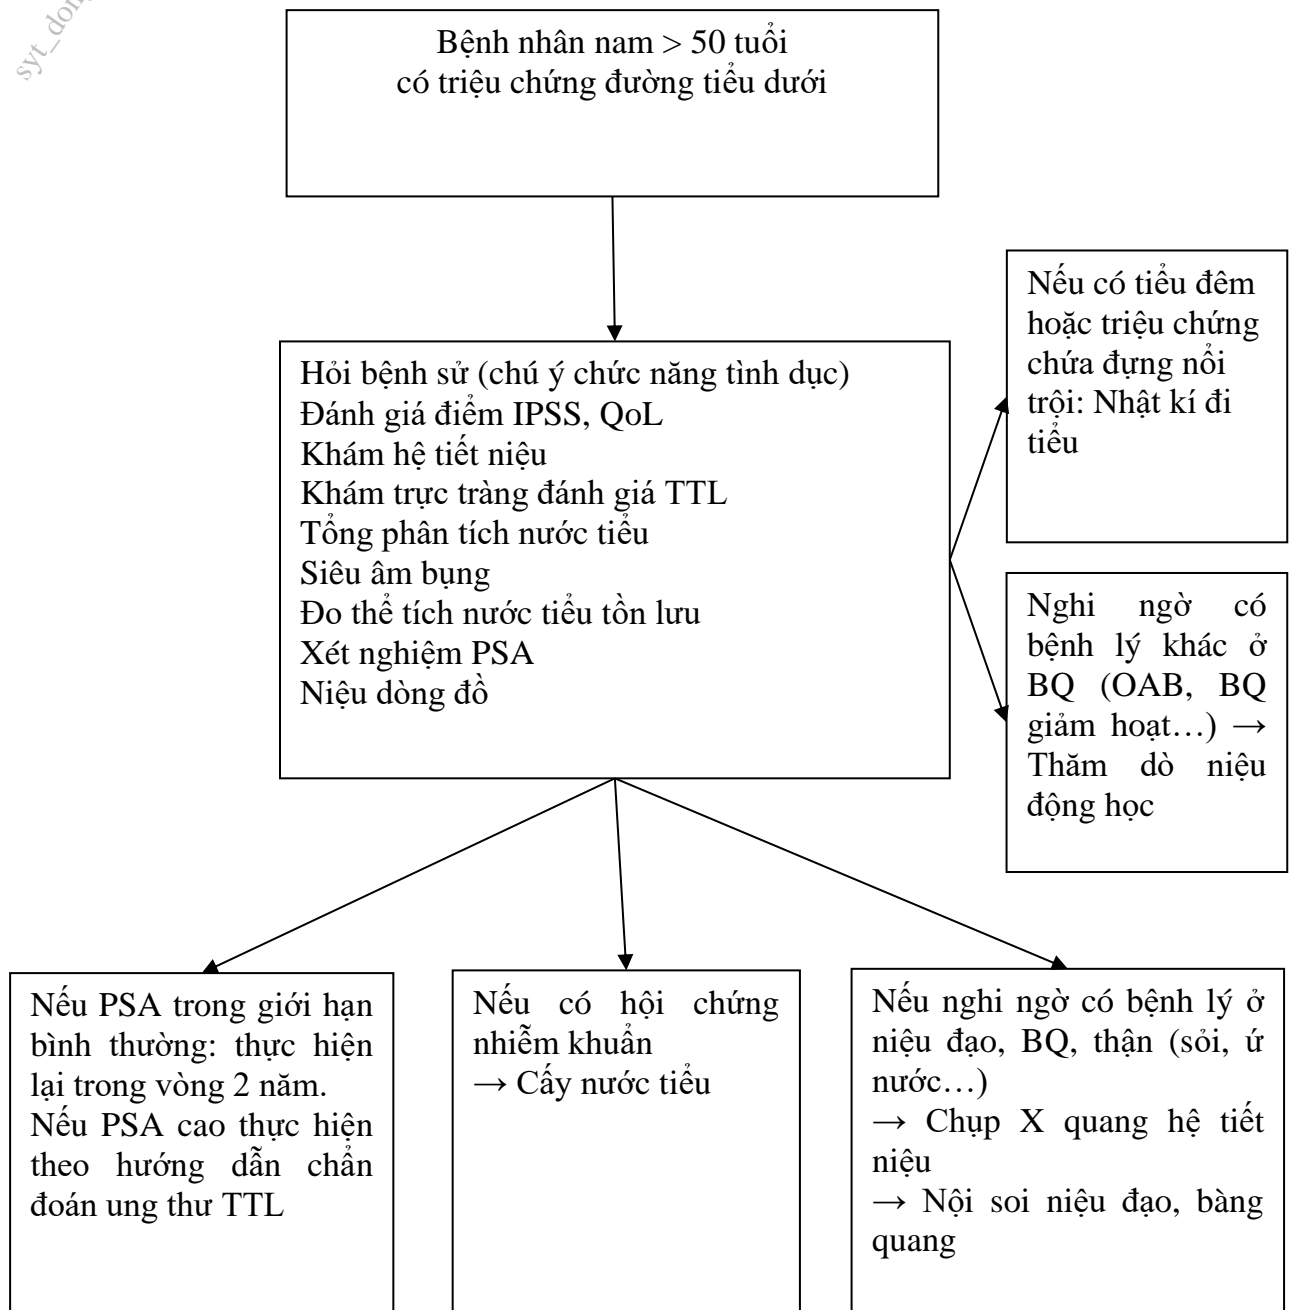 Bệnh nhân nam > 50 tuổi
có triệu chứng đường tiểu dưới
Nếu có tiểu đêm
hoặc triệu chứng
chứa đựng nổi
trội: Nhật kí đi
tiểu
Hỏi bệnh sử (chú ý chức năng tình dục)
Đánh giá điểm IPSS, QoL
Khám hệ tiết niệu
Khám trực tràng đánh giá TTL
Tổng phân tích nước tiểu
Siêu âm bụng
Đo thể tích nước tiểu tồn lưu
Xét nghiệm PSA
Niệu dòng đồ
Nghi ngờ có
bệnh lý khác ở
BQ (OAB, BQ
giảm hoạt…) →
Thăm dò niệu
động học
Nếu PSA trong giới hạn
bình thường: thực hiện
lại trong vòng 2 năm.
Nếu PSA cao thực hiện
theo hướng dẫn chẩn
đoán ung thư TTL
Nếu có hội chứng
nhiễm khuẩn
→ Cấy nước tiểu
Nếu nghi ngờ có bệnh lý ở
niệu đạo, BQ, thận (sỏi, ứ
nước…)
→ Chụp X quang hệ tiết
niệu
→ Nội soi niệu đạo, bàng
quang